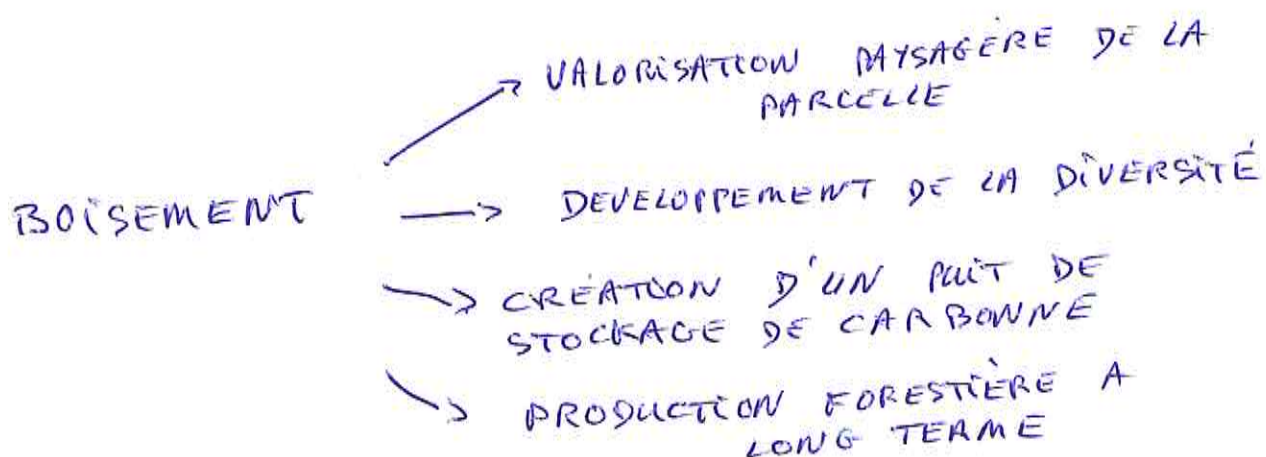 VALORISATION PAYSAGÈRE DE LA
PARCELLE
BOISEMENT
DEVELOPPEMENT DE LA DIVERSITÉ
CRÉATION D'UN PUIT DE
STOCKAGE DE CARBONNE
PRODUCTION FORESTIÈRE A
LONG TERME